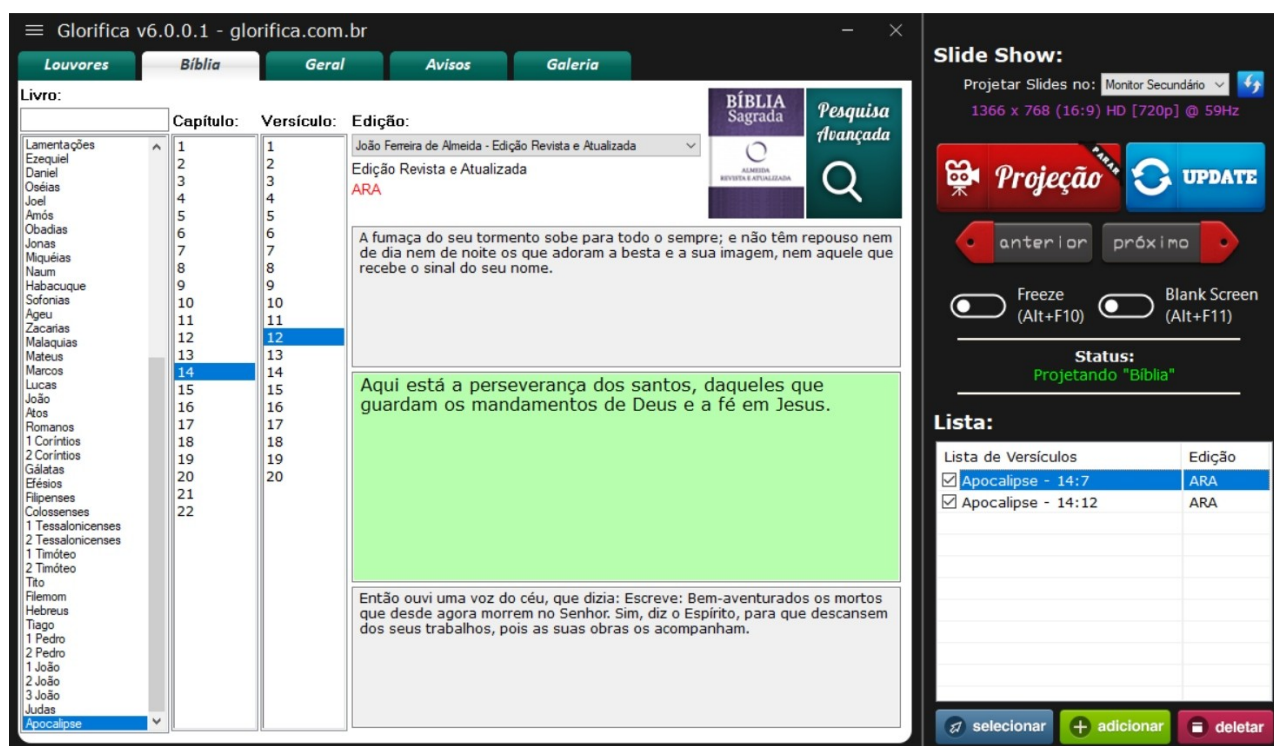 Glorifica v6.0.0.1 - glorifica.com.br
Louvores
Bíblia
Geral
Avisos
Galeria
Livro:
Lamentações
Ezequiel
Daniel
Oséias
Joel
Amós
Obadias
Jonas
Miquéias
Naum
Habacuque
Sofonias
Ageu
Zacarias
Malaquias
Mateus
Marcos
Lucas
João
Atos
Romanos
1 Coríntios
2 Coríntios
Gálatas
Efésios
Filipenses
Colossenses
1 Tessalonicenses
2 Tessalonicenses
1 Timóteo
2 Timóteo
Tito
Filemom
Hebreus
Tiago
1 Pedro
2 Pedro
1 João
2 João
3 João
Judas
Apocalipse
Capítulo:
1
2
3
4
5
6
7
8
9
10
11
12
13
14
15
16
17
18
19
20
21
22
Versículo:
1
2
3
4
5
6
7
8
9
10
11
12
13
14
15
16
17
18
19
20
Edição:
João Ferreira de Almeida - Edição Revista e Atualizada
Edição Revista e Atualizada
ARA
BÍBLIA
Sagrada
ALMEIDA
REVISTA E ATUALIZADA
Pesquisa
Avançada
A fumaça do seu tormento sobe para todo o sempre; e não têm repouso nem
de dia nem de noite os que adoram a besta e a sua imagem, nem aquele que
recebe o sinal do seu nome.
Aqui está a perseverança dos santos, daqueles que
guardam os mandamentos de Deus e a fé em Jesus.
Então ouvi uma voz do céu, que dizia: Escreve: Bem-aventurados os mortos
que desde agora morrem no Senhor. Sim, diz o Espírito, para que descansem
dos seus trabalhos, pois as suas obras os acompanham.
Slide Show:
Projetar Slides no: Monitor Secundário
1366 x 768 (16:9) HD [720p] @ 59Hz
Projeção
PARAR
UPDATE
anterior
próximo
Freeze
(Alt+F10)
Blank Screen
(Alt+F11)
Status:
Projetando "Bíblia"
Lista:
Lista de Versículos Edição
Apocalipse - 14:7 ARA
Apocalipse - 14:12 ARA
selecionar
adicionar
deletar